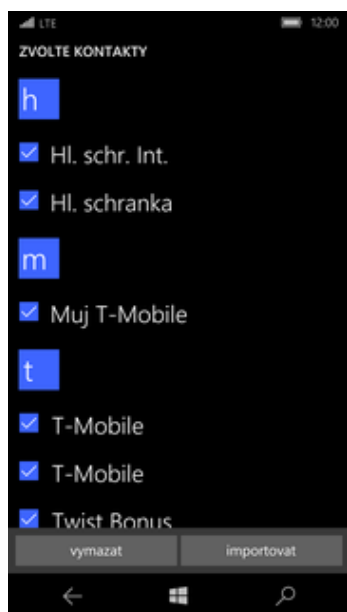 LTE 12:00
ZVOLTE KONTAKTY
h
Hl. schr. Int.
Hl. schranka
m
Muj T-Mobile
t
T-Mobile
T-Mobile
Twist Bonus
vymazat importovat